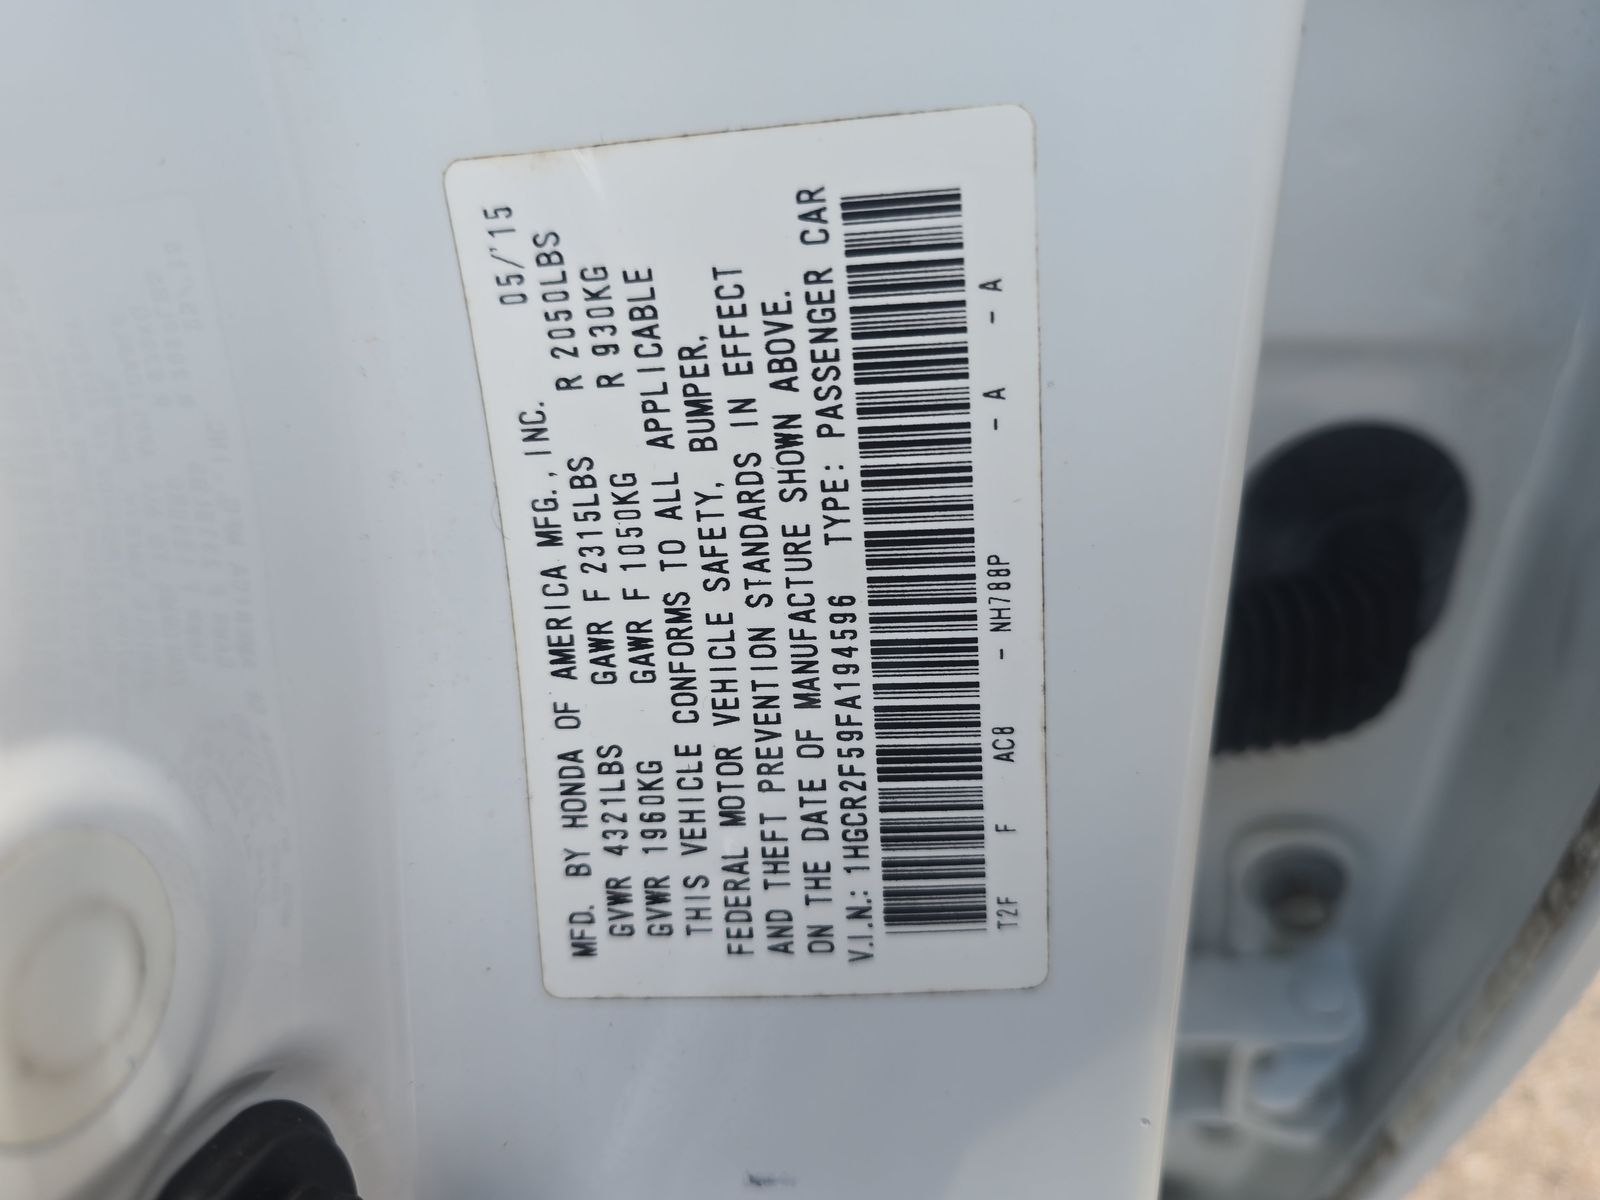 MFD. BY HONDA OF AMERICA MFG., INC. 05/'15
GVWR 4321LBS GAWR F 2315LBS R 2050LBS
GVWR 1960KG GAWR F 1050KG R 930KG
THIS VEHICLE CONFORMS TO ALL APPLICABLE
FEDERAL MOTOR VEHICLE SAFETY, BUMPER,
AND THEFT PREVENTION STANDARDS IN EFFECT
ON THE DATE OF MANUFACTURE SHOWN ABOVE.
V.I.N.: 1HGCR2F59FA194596 TYPE: PASSENGER CAR
T2F F AC8 - NH788P - A - A